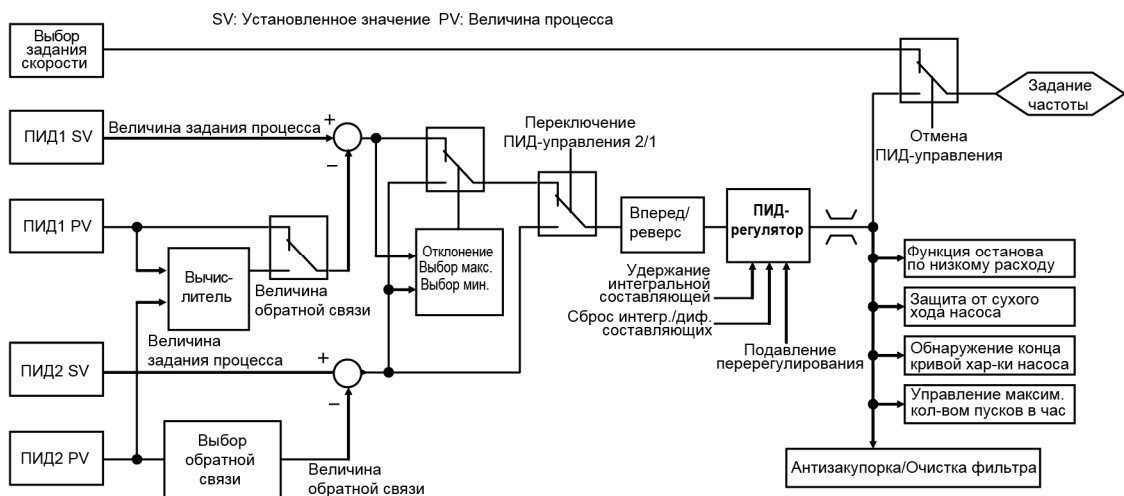 SV: Установленное значение PV: Величина процесса
Выбор
задания
скорости
ПИД1 SV
Величина задания процесса
+
−
Переключение
ПИД-управления 2/1
Отмена
ПИД-управления
Задание
частоты
ПИД1 PV
Вычис-
литель
Величина
обратной связи
Отклонение
Выбор макс.
Выбор мин.
Вперед/
реверс
ПИД-
регулятор
Удержание
интегральной
составляющей
Сброс интегр./диф.
составляющих
Подавление
перерегулирования
Функция останова
по низкому расходу
Защита от сухого
хода насоса
Обнаружение конца
кривой хар-ки насоса
Управление максим.
кол-вом пусков в час
Антизакупорка/Очистка фильтра
ПИД2 SV
Величина
задания процесса
+
−
ПИД2 PV
Выбор
обратной
связи
Величина
обратной связи